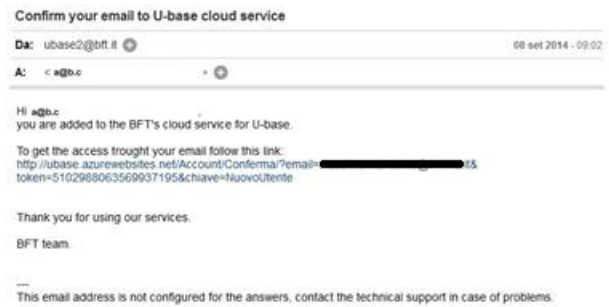 Confirm your email to U-base cloud service
Da: ubase2@bft.it
08 set 2014 - 09:02
A: < a@b.c >
Hi a@b.c ,
you are added to the BFT's cloud service for U-base.
To get the access trought your email follow this link:
http://ubase.azurewebsites.net/Account/Conferma/?email= it&
token=5102988063569937195&chiave=NuovoUtente
Thank you for using our services.
BFT team.
---
This email address is not configured for the answers, contact the technical support in case of problems.